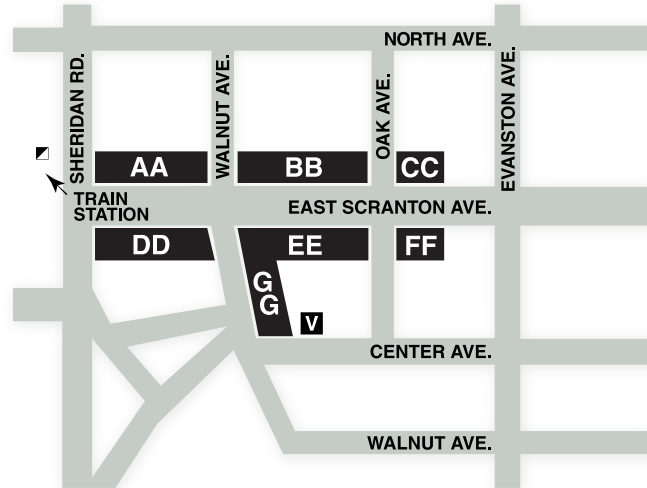 NORTH AVE.
SHERIDAN RD.
WALNUT AVE.
OAK AVE.
EVANSTON AVE.
AA
BB
CC
TRAIN
STATION
EAST SCRANTON AVE.
DD
EE
FF
G
G
V
CENTER AVE.
WALNUT AVE.